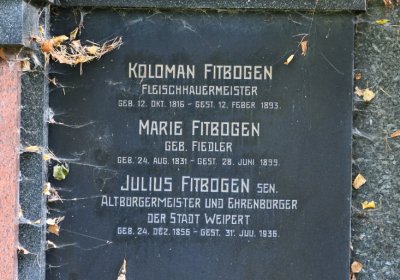 KOLOMAN FITBOGEN
FLEISCHHAUERMEISTER
GEB. 12. OKT. 1816 - GEST. 12. FEBER 1893.
MARIE FITBOGEN
GEB. FIEDLER
GEB. 24. AUG. 1831 - GEST. 28. JUNI 1899.
JULIUS FITBOGEN SEN.
ALTBÜRGERMEISTER UND EHRENBÜRGER
DER STADT WEIPERT
GEB. 24. DEZ. 1856 - GEST. 31. JULI 1936.